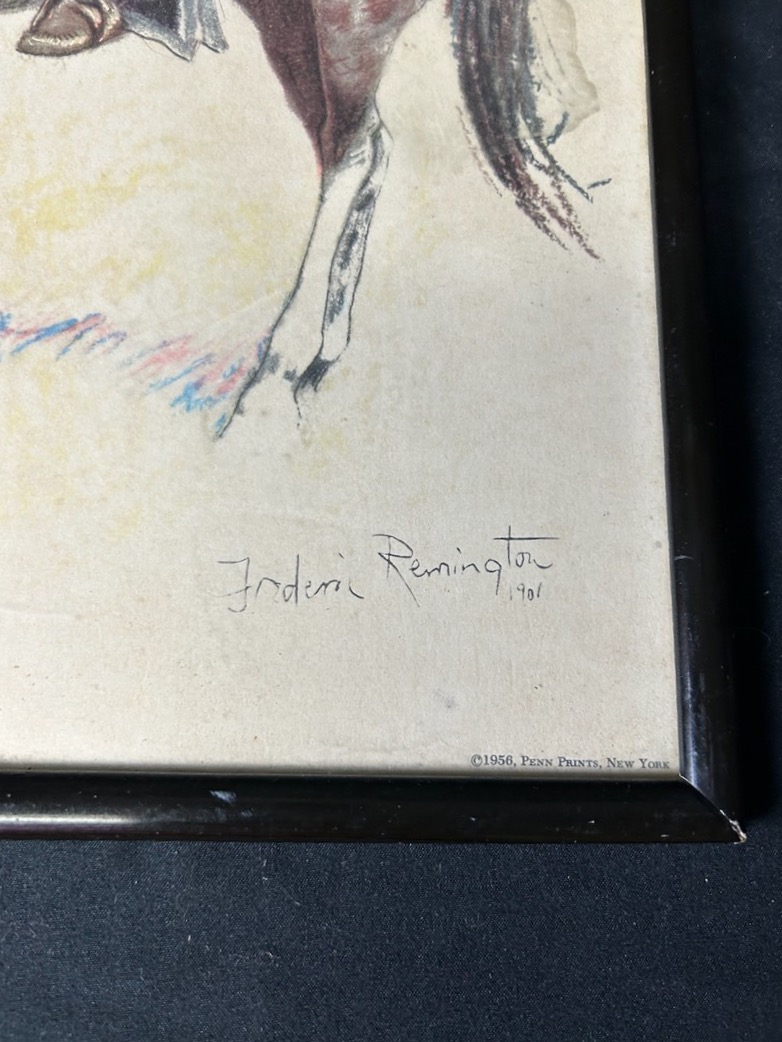 Frederic Remington
1901
©1956, Penn Prints, New York